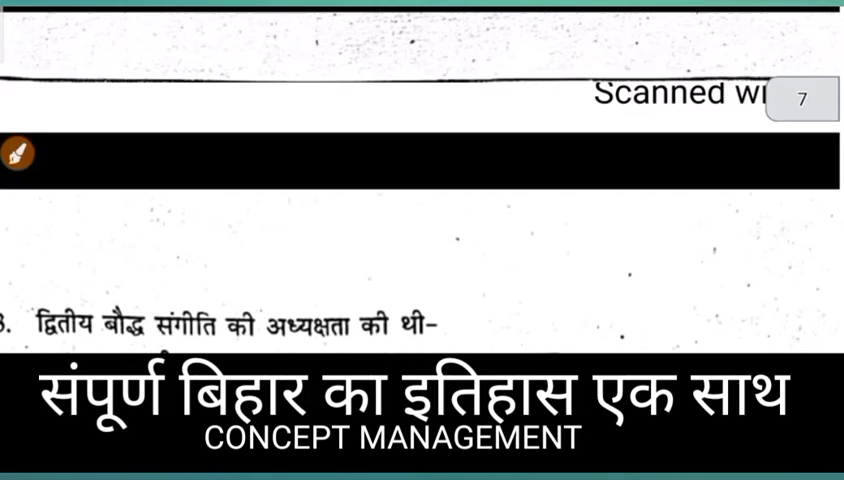 Scanned wi
7
3. द्वितीय बौद्ध संगीति की अध्यक्षता की थी-
संपूर्ण बिहार का इतिहास एक साथ
CONCEPT MANAGEMENT